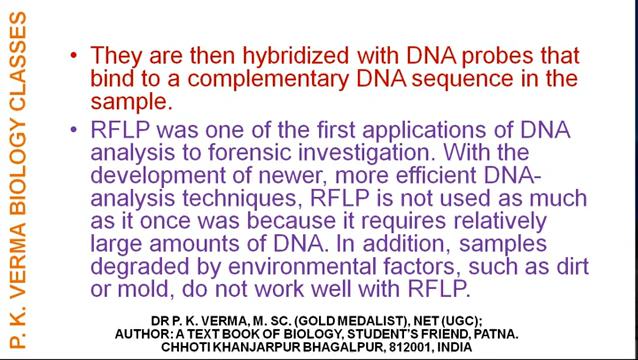 P. K. VERMA BIOLOGY CLASSES
• They are then hybridized with DNA probes that
bind to a complementary DNA sequence in the
sample.
• RFLP was one of the first applications of DNA
analysis to forensic investigation. With the
development of newer, more efficient DNA-
analysis techniques, RFLP is not used as much
as it once was because it requires relatively
large amounts of DNA. In addition, samples
degraded by environmental factors, such as dirt
or mold, do not work well with RFLP.
DR P. K. VERMA, M. SC. (GOLD MEDALIST), NET (UGC);
AUTHOR: A TEXT BOOK OF BIOLOGY, STUDENT'S FRIEND, PATNA.
CHHOTI KHANJARPUR BHAGALPUR, 812001, INDIA